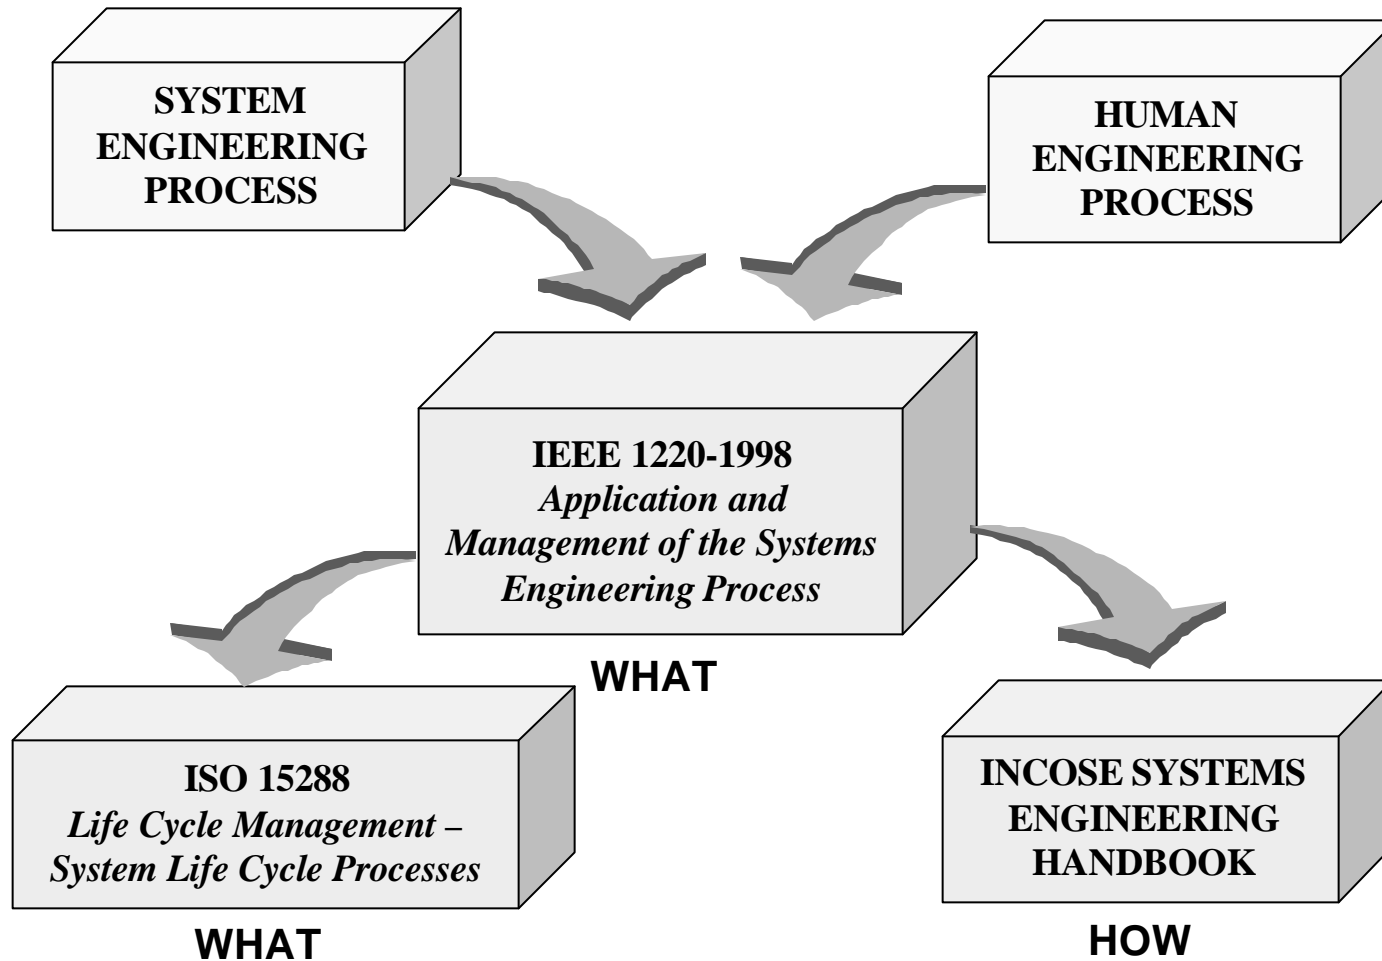 SYSTEM
ENGINEERING
PROCESS
HUMAN
ENGINEERING
PROCESS
IEEE 1220-1998
Application and
Management of the Systems
Engineering Process
WHAT
ISO 15288
Life Cycle Management –
System Life Cycle Processes
WHAT
INCOSE SYSTEMS
ENGINEERING
HANDBOOK
HOW